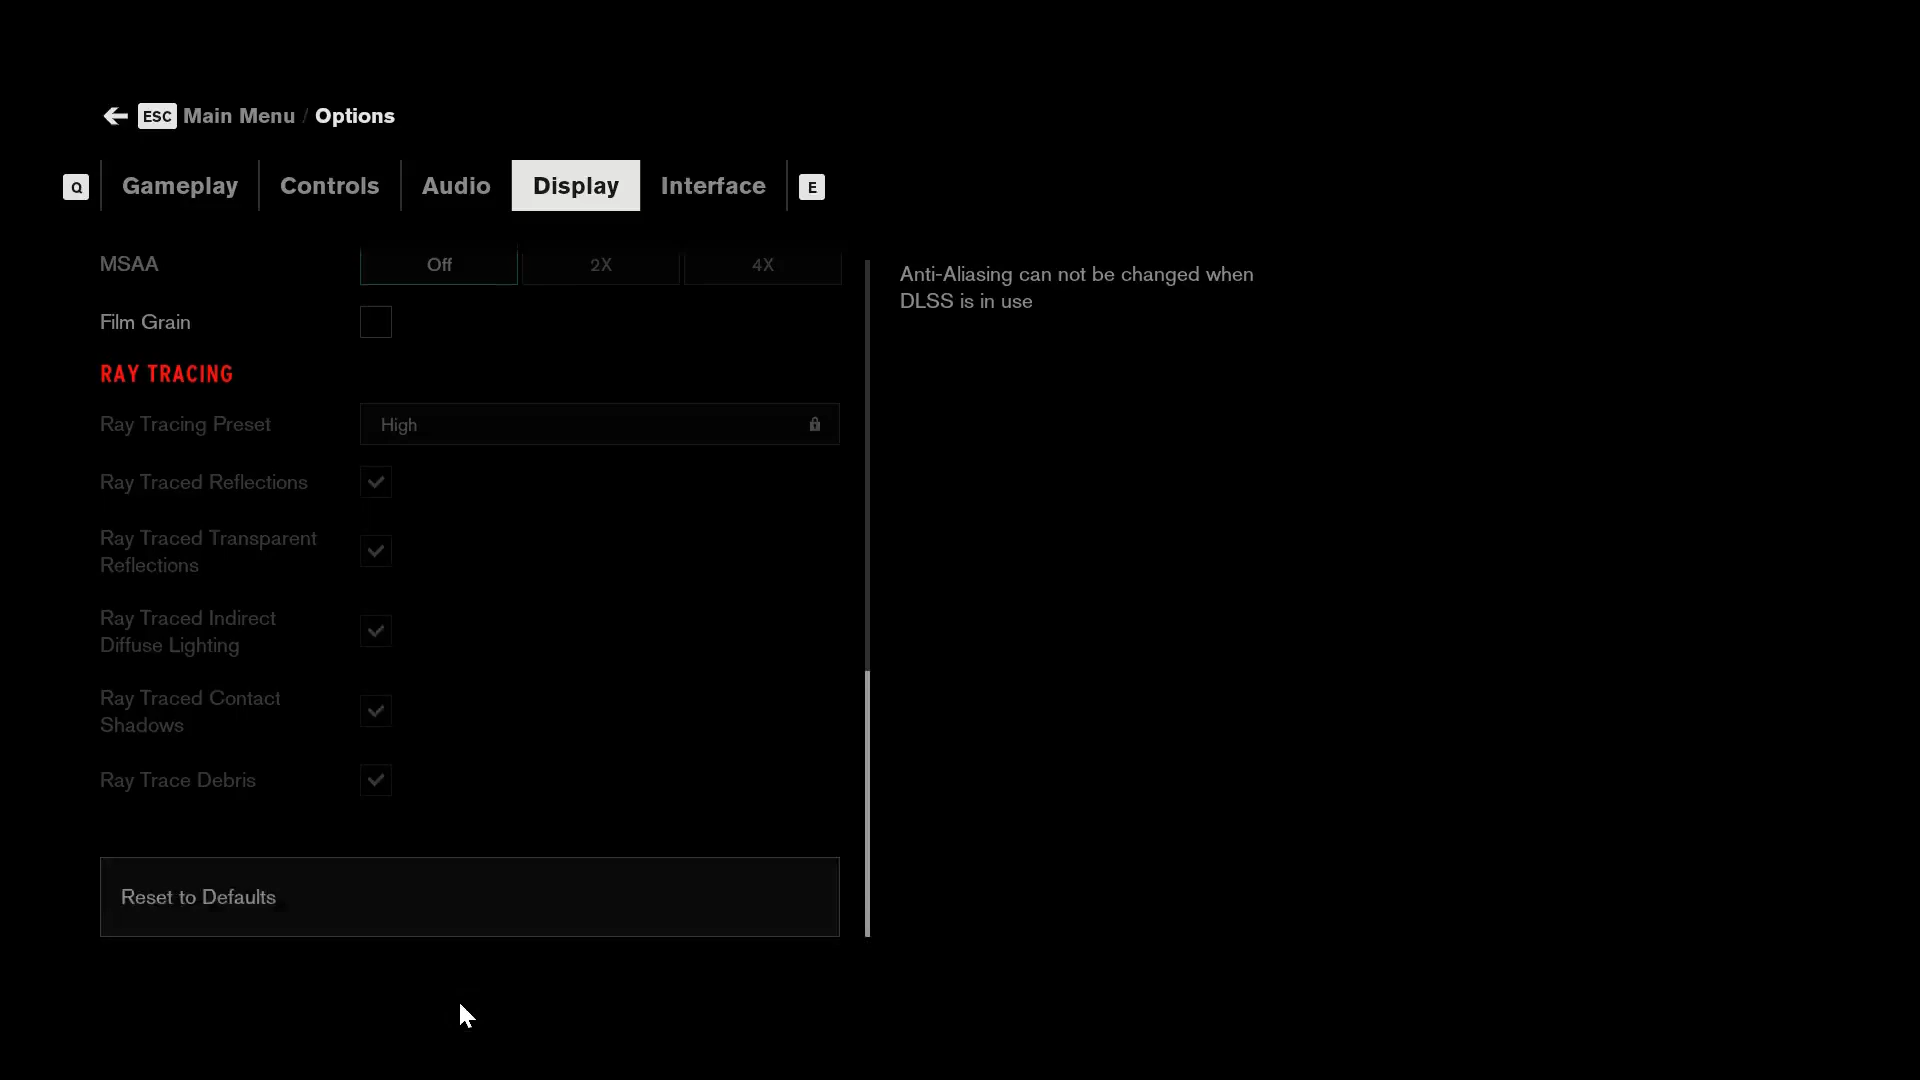 ESC Main Menu / Options
Q Gameplay Controls Audio Display Interface E
MSAA Off 2X 4X
Film Grain
RAY TRACING
Ray Tracing Preset High
Ray Traced Reflections
Ray Traced Transparent
Reflections
Ray Traced Indirect
Diffuse Lighting
Ray Traced Contact
Shadows
Ray Trace Debris
Reset to Defaults
Anti-Aliasing can not be changed when
DLSS is in use